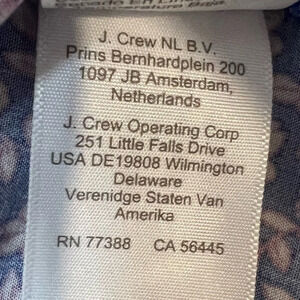 J. Crew NL B.V.
Prins Bernhardplein 200
1097 JB Amsterdam,
Netherlands
J. Crew Operating Corp
251 Little Falls Drive
USA DE19808 Wilmington
Delaware
Verenidge Staten Van
Amerika
RN 77388 CA 56445